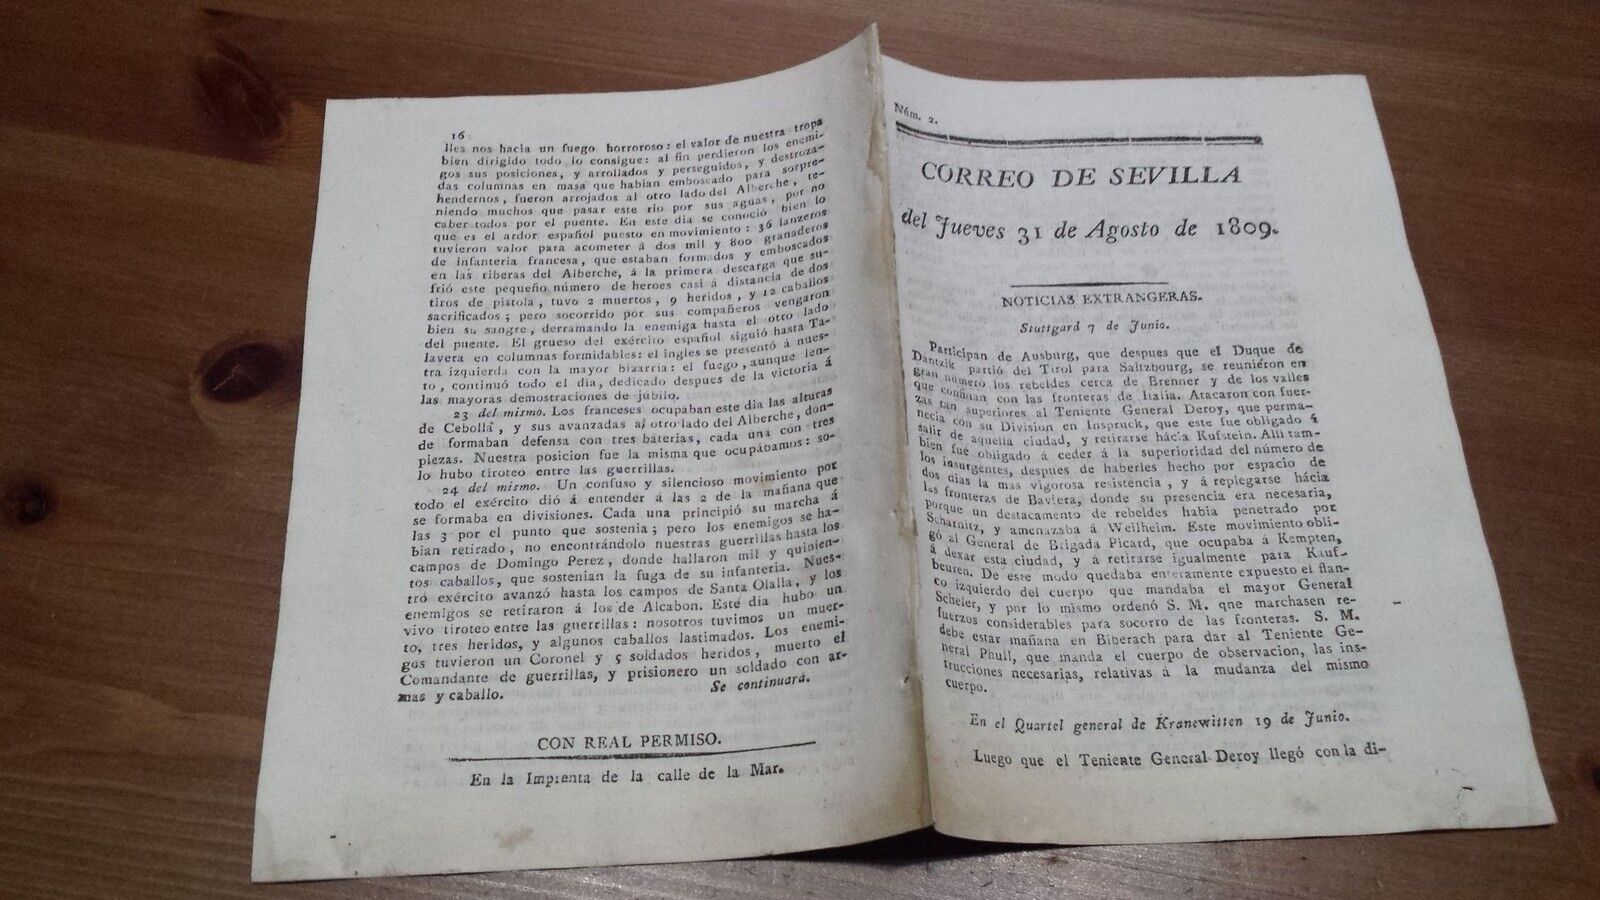 16
lles nos hacia un fuego horroroso: el valor de nuestra tropa
bien dirigido todo lo consigue: al fin perdieron los enemi-
gos sus posiciones, y arrollados y perseguidos, y destroza-
das columnas en masa que habian emboscado para sorpre-
hendernos, fueron arrojados al otro lado del Alberche, te-
niendo muchos que pasar este rio por sus aguas, por no
caber todos por el puente. En este dia se conoció bien lo
que es el ardor español puesto en movimiento: 36 lanzeros
tuvieron valor para acometer á dos mil y 800 granaderos
de infanteria francesa, que estaban formados y emboscados
en las riberas del Alberche, á la primera descarga que su-
frió este pequeño número de heroes casi á distancia de dos
tiros de pistola, tuvo 2 muertos, 9 heridos, y 12 caballos
sacrificados; pero socorrido por sus compañeros vengaron
bien su sangre, derramando la enemiga hasta el otro lado
del puente. El grueso del exército español siguió hasta Ta-
lavera en columnas formidables: el ingles se presentó á nues-
tra izquierda con la mayor bizarria: el fuego, aunque len-
to, continuó todo el dia, dedicado despues de la victoria á
las mayoras demostraciones de júbilo.
23 del mismo. Los franceses ocupaban este dia las alturas
de Cebolla, y sus avanzadas al otro lado del Alberche, don-
de formaban defensa con tres baterias, cada una con tres
piezas. Nuestra posicion fue la misma que ocupábamos: so-
lo hubo tiroteo entre las guerrillas.
24 del mismo. Un confuso y silencioso movimiento por
todo el exército dió á entender á las 2 de la mañana que
se formaba en divisiones. Cada una principió su marcha á
las 3 por el punto que sostenia; pero los enemigos se ha-
bian retirado, no encontrándolo nuestras guerrillas hasta los
campos de Domingo Perez, donde hallaron mil y quinien-
tos caballos, que sostenian la fuga de su infanteria. Nues-
tro exército avanzó hasta los campos de Santa Olalla, y los
enemigos se retiraron á los de Alcabon. Este dia hubo un
vivo tiroteo entre las guerrillas: nosotros tuvimos un muer-
to, tres heridos, y algunos caballos lastimados. Los enemi-
gos tuvieron un Coronel y 5 soldados heridos, muerto el
Comandante de guerrillas, y prisionero un soldado con ar-
mas y caballo.
Se continuará.
CON REAL PERMISO.
En la Imprenta de la calle de la Mar.
Núm. 2.
CORREO DE SEVILLA
del Jueves 31 de Agosto de 1809.
NOTICIAS EXTRANGERAS.
Stuttgard 7 de Junio.
Participan de Ausburg, que despues que el Duque de
Dantzik partió del Tirol para Saltzbourg, se reuniéron en
gran número los rebeldes cerca de Brenner y de los valles
que confinan con las fronteras de Italia. Atacaron con fuer-
zas tan superiores al Teniente General Deroy, que perma-
necia con su Division en Inspruck, que este fué obligado á
salir de aquella ciudad, y retirarse hácia Kufstein. Alli tam-
bien fué obligado á ceder á la superioridad del número de
los insurgentes, despues de haberles hecho por espacio de
dos dias la mas vigorosa resistencia, y á replegarse hácia
las fronteras de Baviera, donde su presencia era necesaria,
porque un destacamento de rebeldes habia penetrado por
Scharnitz, y amenazaba á Weilheim. Este movimiento obli-
gó al General de Brigada Picard, que ocupaba á Kempten,
á dexar esta ciudad, y á retirarse igualmente para Kauf-
beuren. De este modo quedaba enteramente expuesto el flan-
co izquierdo del cuerpo que mandaba el mayor General
Scheler, y por lo mismo ordenó S. M. qne marchasen re-
fuerzos considerables para socorro de las fronteras. S. M.
debe estar mañana en Biberach para dar al Teniente Ge-
neral Phull, que manda el cuerpo de observacion, las ins-
trucciones necesarias, relativas á la mudanza del mismo
cuerpo.
En el Quartel general de Kranewitten 19 de Junio.
Luego que el Teniente General Deroy llegó con la di-